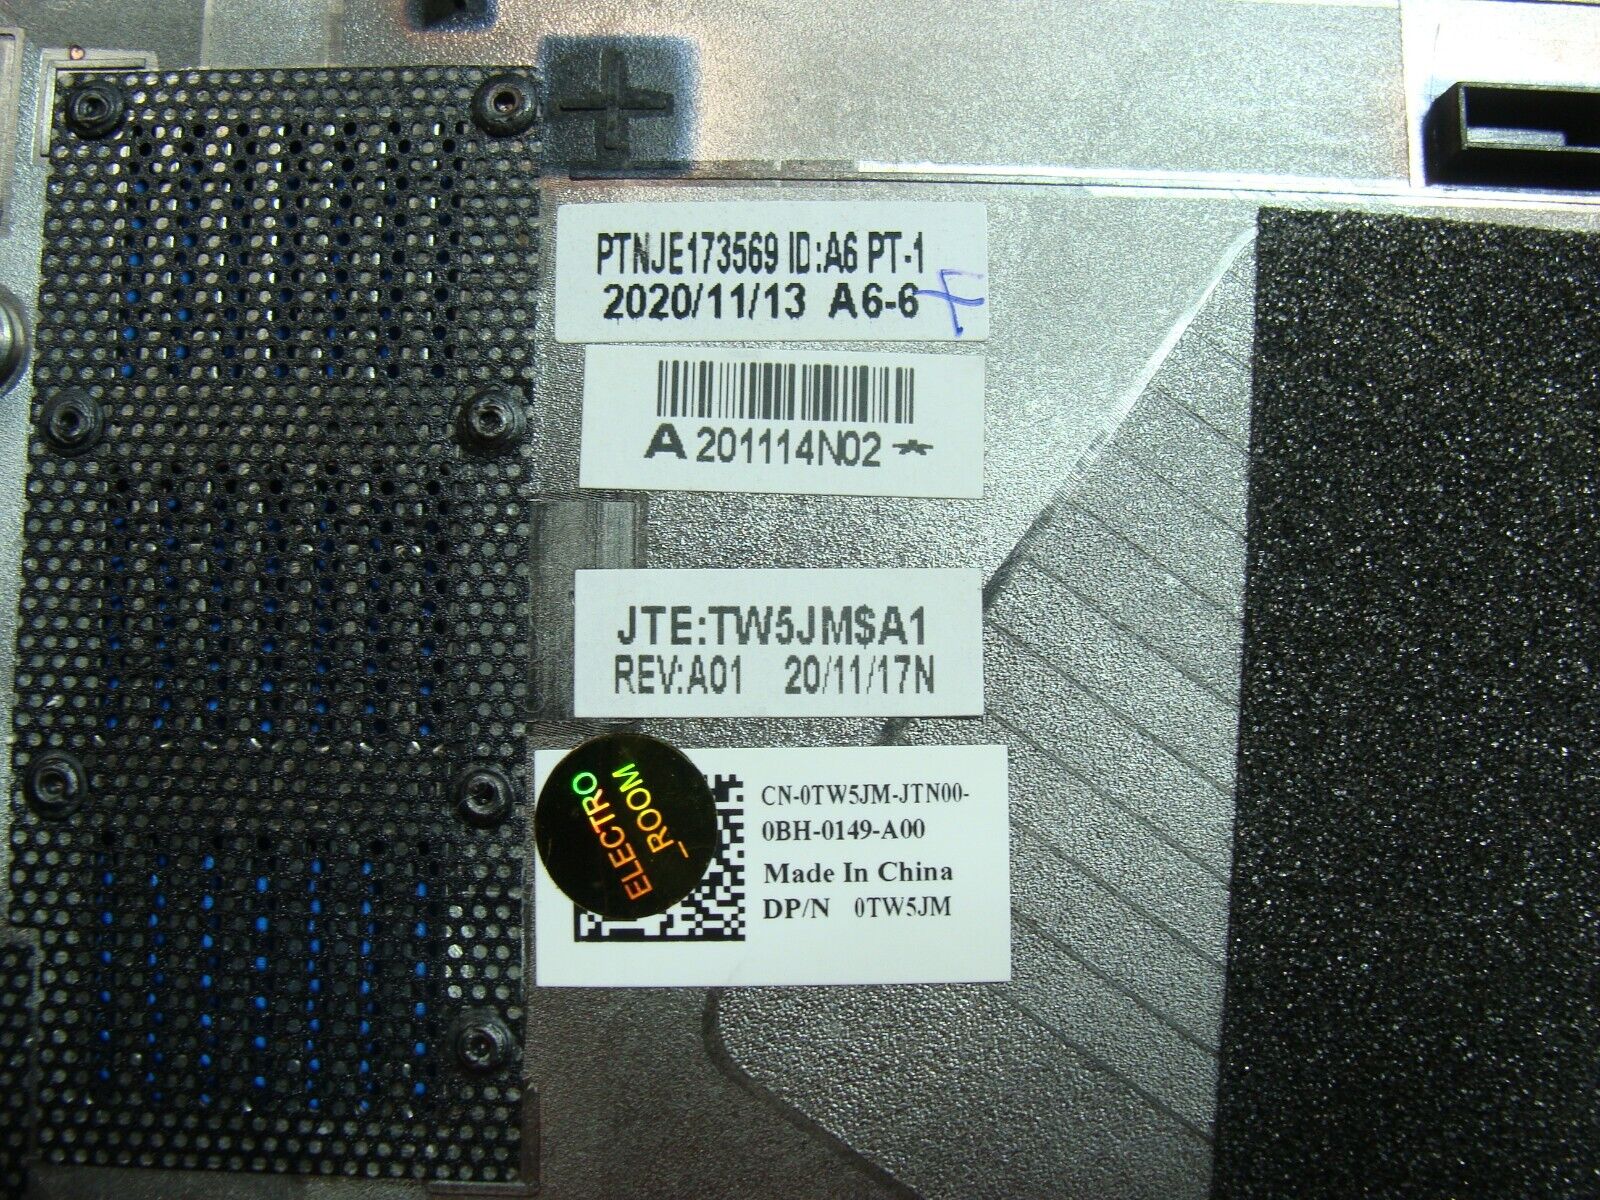 PTNJE173569 ID:A6 PT-1
2020/11/13 A6-6
A 201114N02 *
JTE:TW5JM$A1
REV:A01 20/11/17N
ELECTRO
_ROOM
CN-0TW5JM-JTN00-
0BH-0149-A00
Made In China
DP/N 0TW5JM